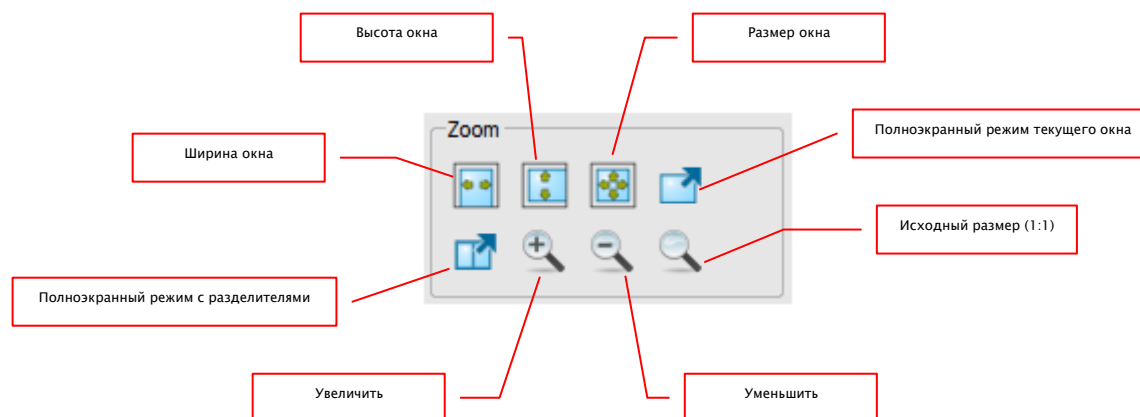 Высота окна
Размер окна
Zoom
Полноэкранный режим текущего окна
Ширина окна
Исходный размер (1:1)
Полноэкранный режим с разделителями
Увеличить
Уменьшить